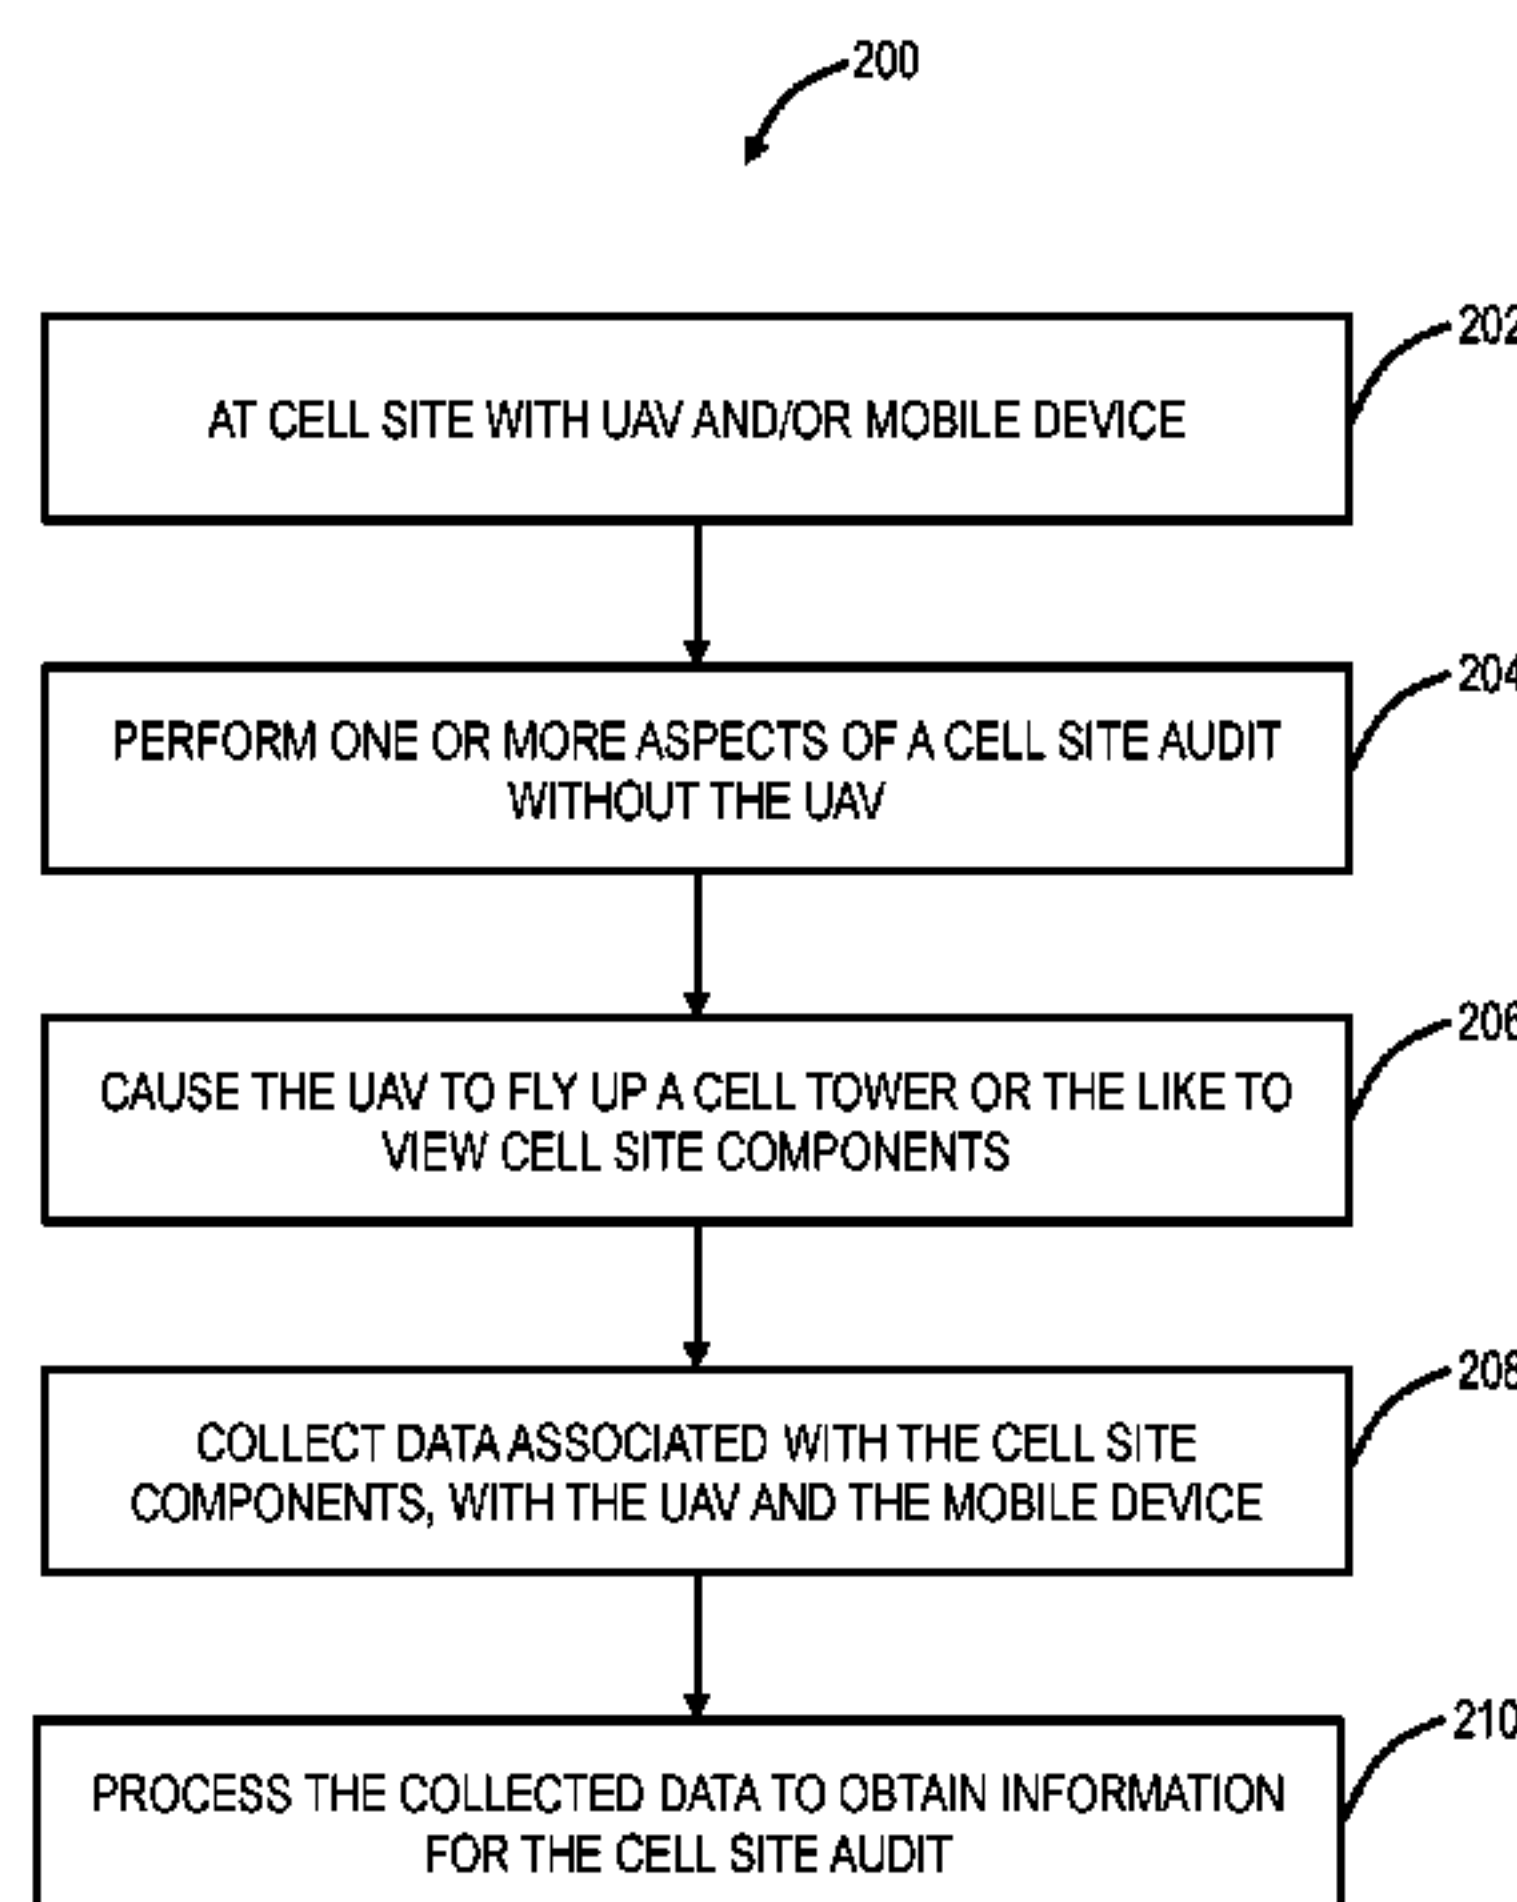 200
202
AT CELL SITE WITH UAV AND/OR MOBILE DEVICE
204
PERFORM ONE OR MORE ASPECTS OF A CELL SITE AUDIT
WITHOUT THE UAV
206
CAUSE THE UAV TO FLY UP A CELL TOWER OR THE LIKE TO
VIEW CELL SITE COMPONENTS
208
COLLECT DATA ASSOCIATED WITH THE CELL SITE
COMPONENTS, WITH THE UAV AND THE MOBILE DEVICE
210
PROCESS THE COLLECTED DATA TO OBTAIN INFORMATION
FOR THE CELL SITE AUDIT